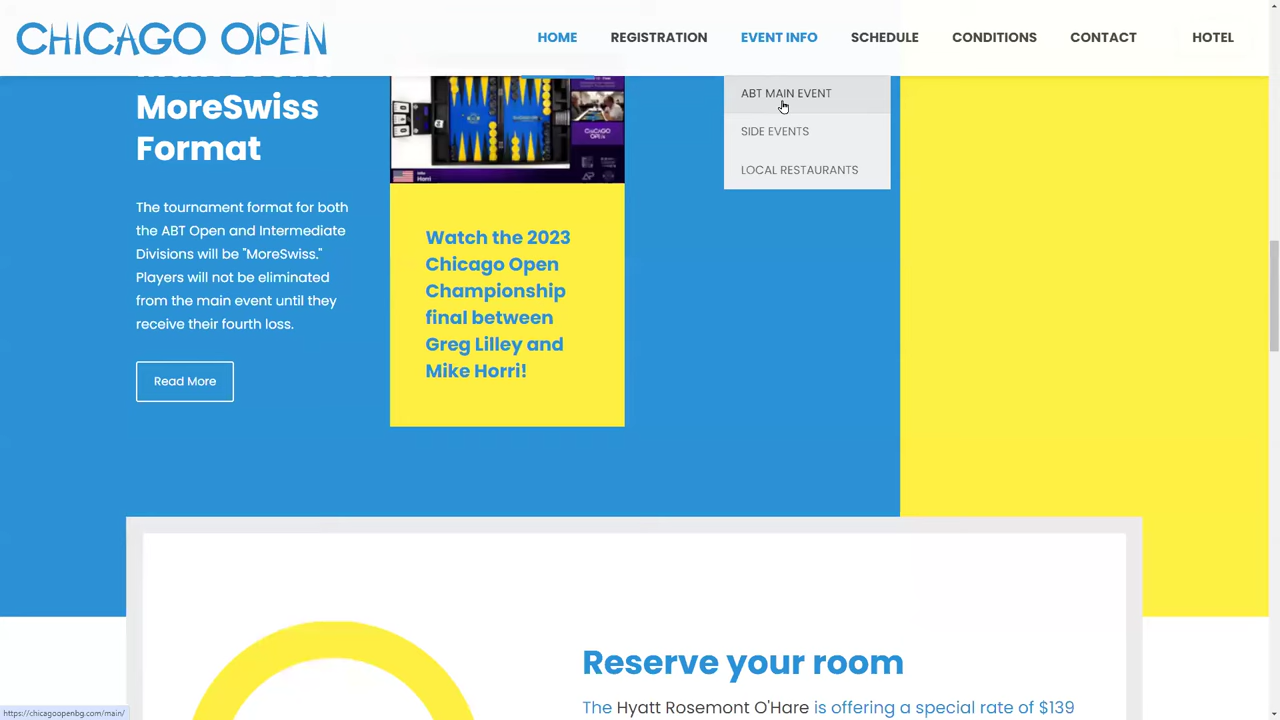 CHICAGO OPEN
HOME REGISTRATION EVENT INFO SCHEDULE CONDITIONS CONTACT HOTEL
ABT MAIN EVENT
SIDE EVENTS
LOCAL RESTAURANTS
MoreSwiss
Format
The tournament format for both
the ABT Open and Intermediate
Divisions will be "MoreSwiss."
Players will not be eliminated
from the main event until they
receive their fourth loss.
Read More
CHICAGO
Watch the 2023
Chicago Open
Championship
final between
Greg Lilley and
Mike Horri!
Reserve your room
The Hyatt Rosemont O'Hare is offering a special rate of $139
https://chicagoopenbg.com/main/